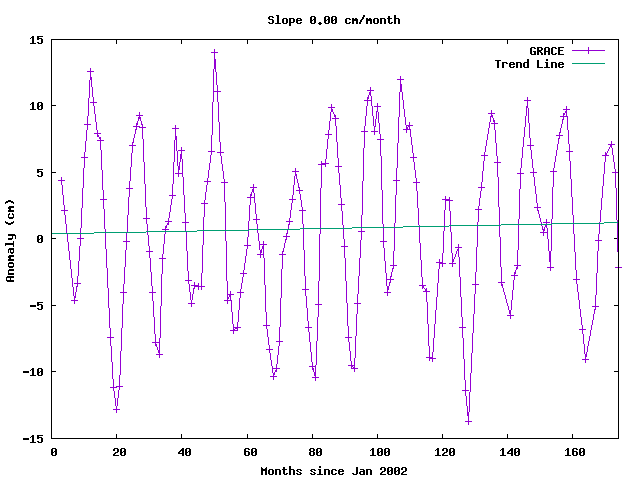 Slope 0.00 cm/month
GRACE
Trend Line
15
10
5
0
-5
-10
-15
Anomaly (cm)
0 20 40 60 80 100 120 140 160
Months since Jan 2002